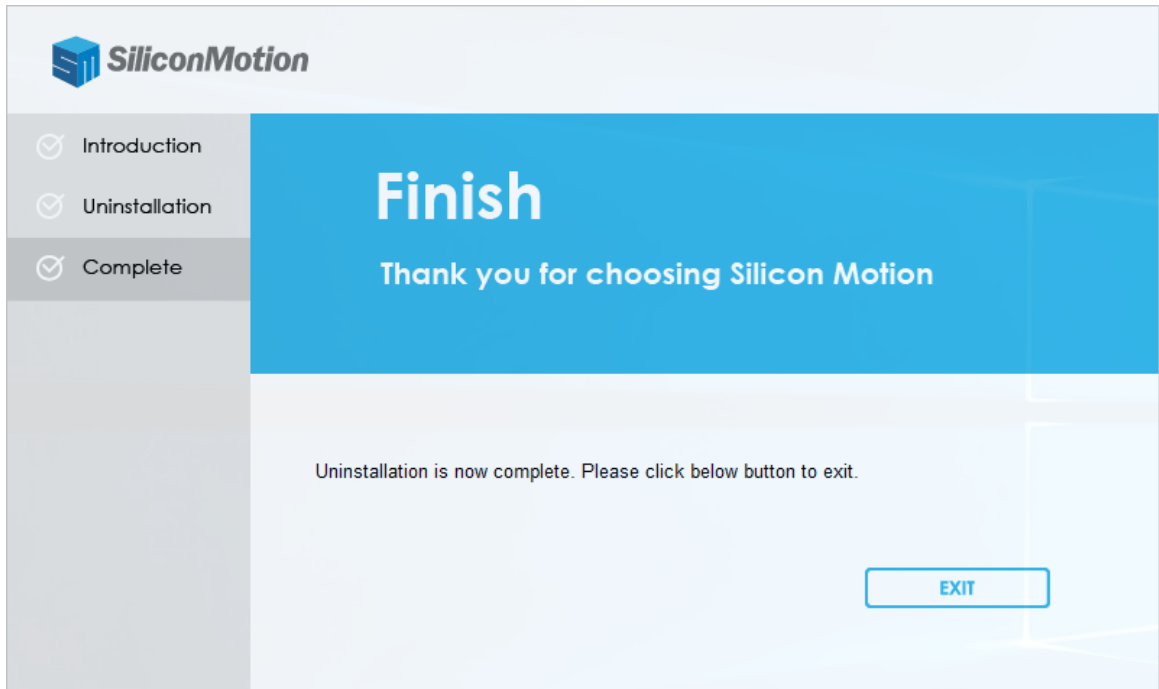 SiliconMotion
Introduction
Uninstallation
Complete
Finish
Thank you for choosing Silicon Motion
Uninstallation is now complete. Please click below button to exit.
EXIT